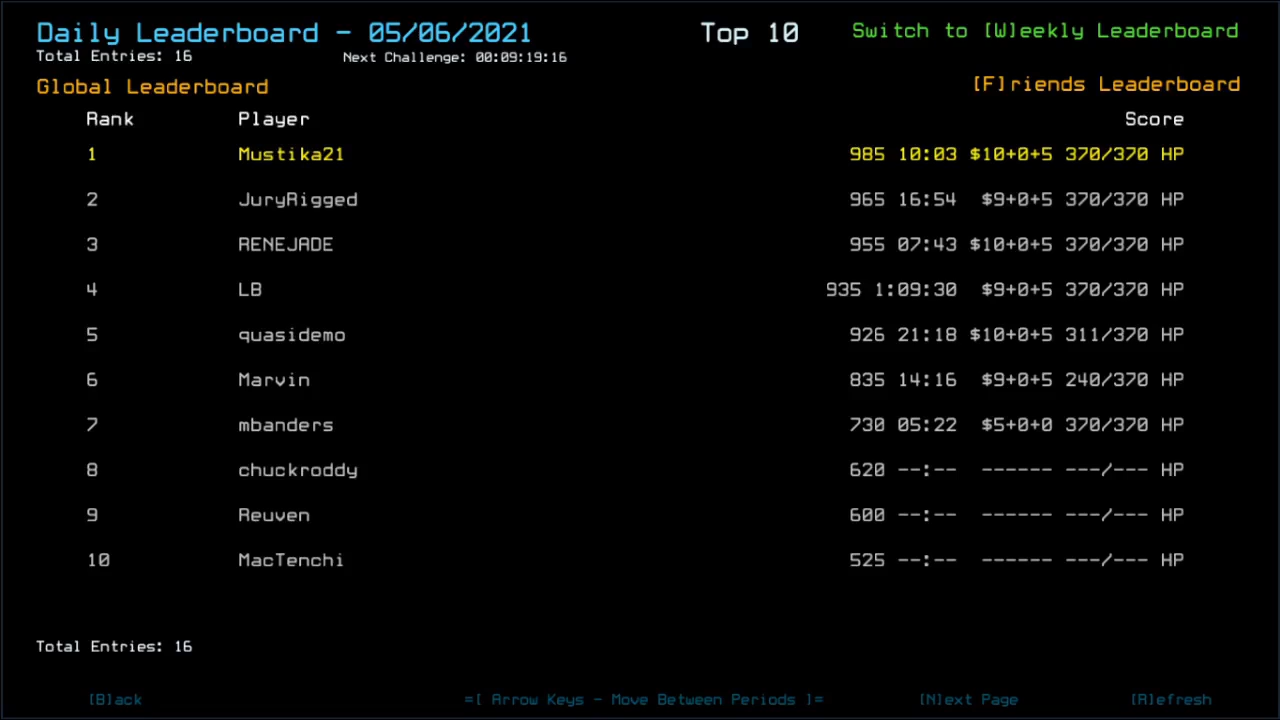 Daily Leaderboard - 05/06/2021 Top 10 Switch to [W]eekly Leaderboard
Total Entries: 16 Next Challenge: 00:09:19:16
Global Leaderboard [F]riends Leaderboard
Rank Player Score
1 Mustika21 985 10:03 $10+0+5 370/370 HP
2 JuryRigged 965 16:54 $9+0+5 370/370 HP
3 RENEJADE 955 07:43 $10+0+5 370/370 HP
4 LB 935 1:09:30 $9+0+5 370/370 HP
5 quasidemo 926 21:18 $10+0+5 311/370 HP
6 Marvin 835 14:16 $9+0+5 240/370 HP
7 mbanders 730 05:22 $5+0+0 370/370 HP
8 chuckroddy 620 --:-- ------ ---/--- HP
9 Reuven 600 --:-- ------ ---/--- HP
10 MacTenchi 525 --:-- ------ ---/--- HP
Total Entries: 16
[B]ack =[ Arrow Keys - Move Between Periods ]= [N]ext Page [R]efresh